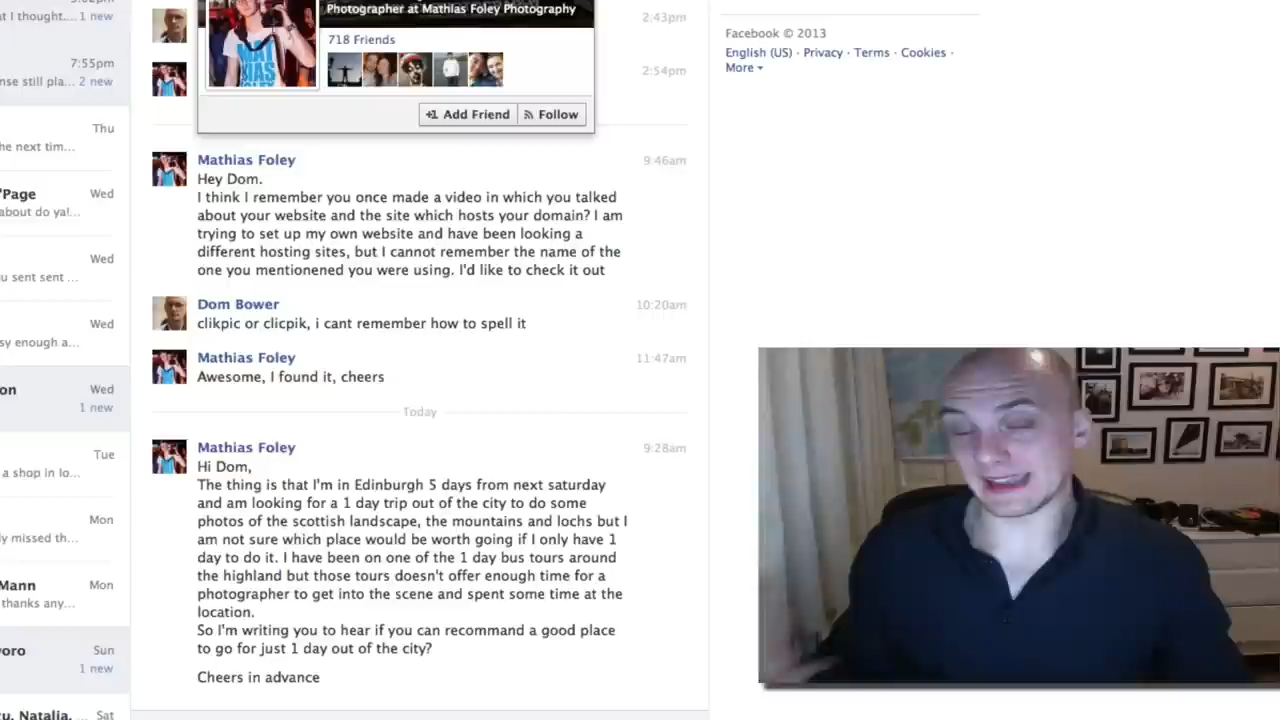 5:02pm
at I thought.... 1 new
7:55pm
nse still pla... 2 new
Thu
he next tim...
'Page Wed
about do ya!...
Wed
u sent sent ...
Wed
sy enough a...
on Wed
1 new
Tue
a shop in lo...
Mon
ly missed th...
Mann Mon
thanks any...
oro Sun
1 new
ru, Natalia, ... Sat
Photographer at Mathias Foley Photography
718 Friends
+1 Add Friend Follow
2:43pm
2:54pm
MAT
HIAS
FOLEY
Mathias Foley 9:46am
Hey Dom.
I think I remember you once made a video in which you talked
about your website and the site which hosts your domain? I am
trying to set up my own website and have been looking a
different hosting sites, but I cannot remember the name of the
one you mentionened you were using. I'd like to check it out
Dom Bower 10:20am
clikpic or clicpik, i cant remember how to spell it
Mathias Foley 11:47am
Awesome, I found it, cheers
Today
Mathias Foley 9:28am
Hi Dom,
The thing is that I'm in Edinburgh 5 days from next saturday
and am looking for a 1 day trip out of the city to do some
photos of the scottish landscape, the mountains and lochs but I
am not sure which place would be worth going if I only have 1
day to do it. I have been on one of the 1 day bus tours around
the highland but those tours doesn't offer enough time for a
photographer to get into the scene and spent some time at the
location.
So I'm writing you to hear if you can recommand a good place
to go for just 1 day out of the city?
Cheers in advance
Facebook © 2013
English (US) · Privacy · Terms · Cookies ·
More